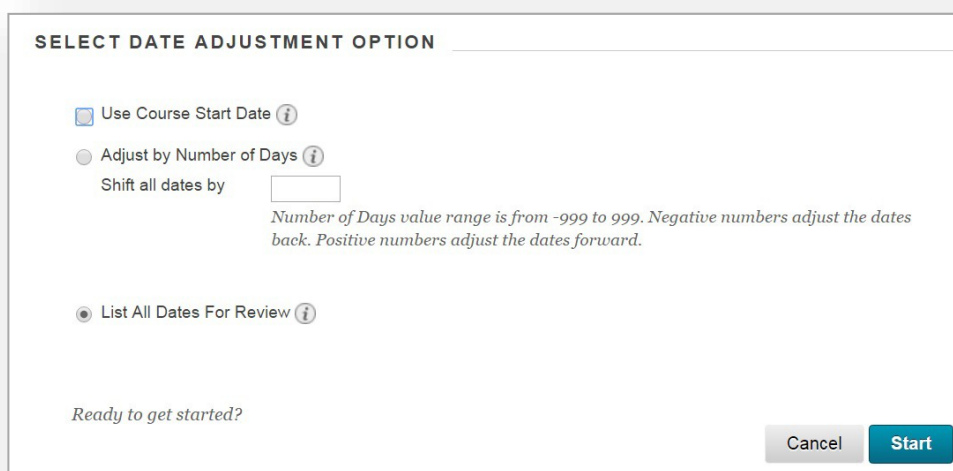 SELECT DATE ADJUSTMENT OPTION
Use Course Start Date i
Adjust by Number of Days i
Shift all dates by
Number of Days value range is from -999 to 999. Negative numbers adjust the dates
back. Positive numbers adjust the dates forward.
List All Dates For Review i
Ready to get started?
Cancel Start